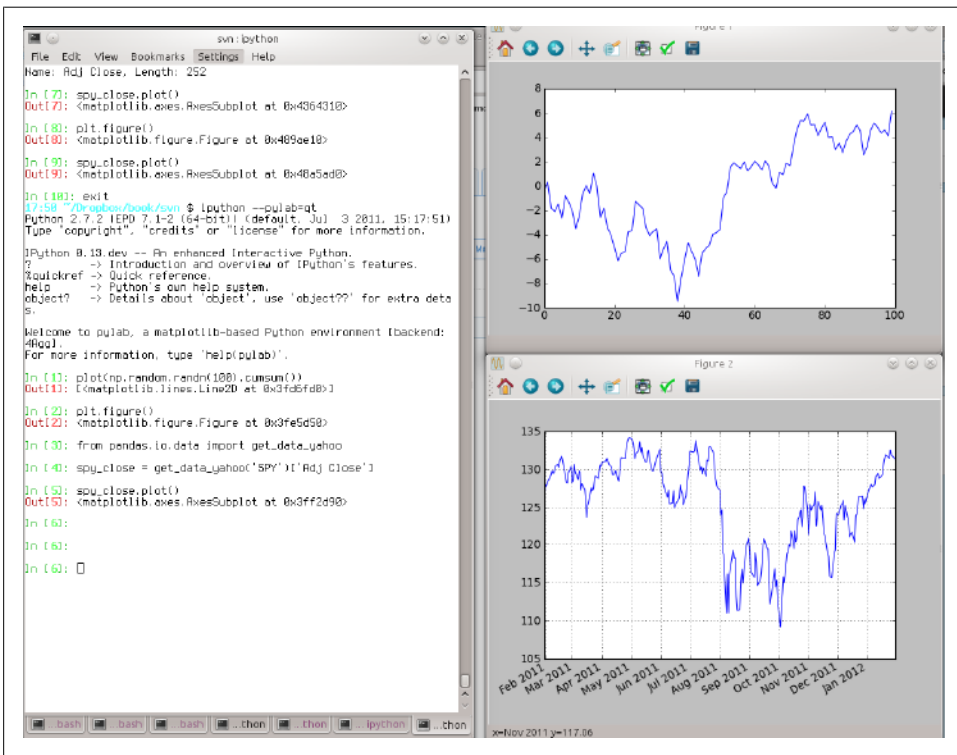 svn : ipython
File Edit View Bookmarks Settings Help
Name: Adj Close, Length: 252
In [7]: spy_close.plot()
Out[7]: <matplotlib.axes.AxesSubplot at 0x4364310>
In [8]: plt.figure()
Out[8]: <matplotlib.figure.Figure at 0x489ae10>
In [9]: spy_close.plot()
Out[9]: <matplotlib.axes.AxesSubplot at 0x48a5ad0>
In [10]: exit
17:50 ~/Dropbox/book/svn $ ipython --pylab=qt
Python 2.7.2 |EPD 7.1-2 (64-bit)| (default, Jul 3 2011, 15:17:51)
Type "copyright", "credits" or "license" for more information.
IPython 0.13.dev -- An enhanced Interactive Python.
? -> Introduction and overview of IPython's features.
%quickref -> Quick reference.
help -> Python's own help system.
object? -> Details about 'object', use 'object??' for extra deta
s.
Welcome to pylab, a matplotlib-based Python environment [backend:
4Agg].
For more information, type 'help(pylab)'.
In [1]: plot(np.random.randn(100).cumsum())
Out[1]: [<matplotlib.lines.Line2D at 0x3fd6fd0>]
In [2]: plt.figure()
Out[2]: <matplotlib.figure.Figure at 0x3fe5d50>
In [3]: from pandas.io.data import get_data_yahoo
In [4]: spy_close = get_data_yahoo('SPY')['Adj Close']
In [5]: spy_close.plot()
Out[5]: <matplotlib.axes.AxesSubplot at 0x3ff2d90>
In [6]:
In [6]:
In [6]:
...bash ...bash ...bash ...thon ...thon ...ipython ...thon
Figure 1
8
6
4
2
0
−2
−4
−6
−8
−10
0 20 40 60 80 100
Figure 2
135
130
125
120
115
110
105
Feb 2011 Mar 2011 Apr 2011 May 2011 Jun 2011 Jul 2011 Aug 2011 Sep 2011 Oct 2011 Nov 2011 Dec 2011 Jan 2012
x=Nov 2011 y=117.06